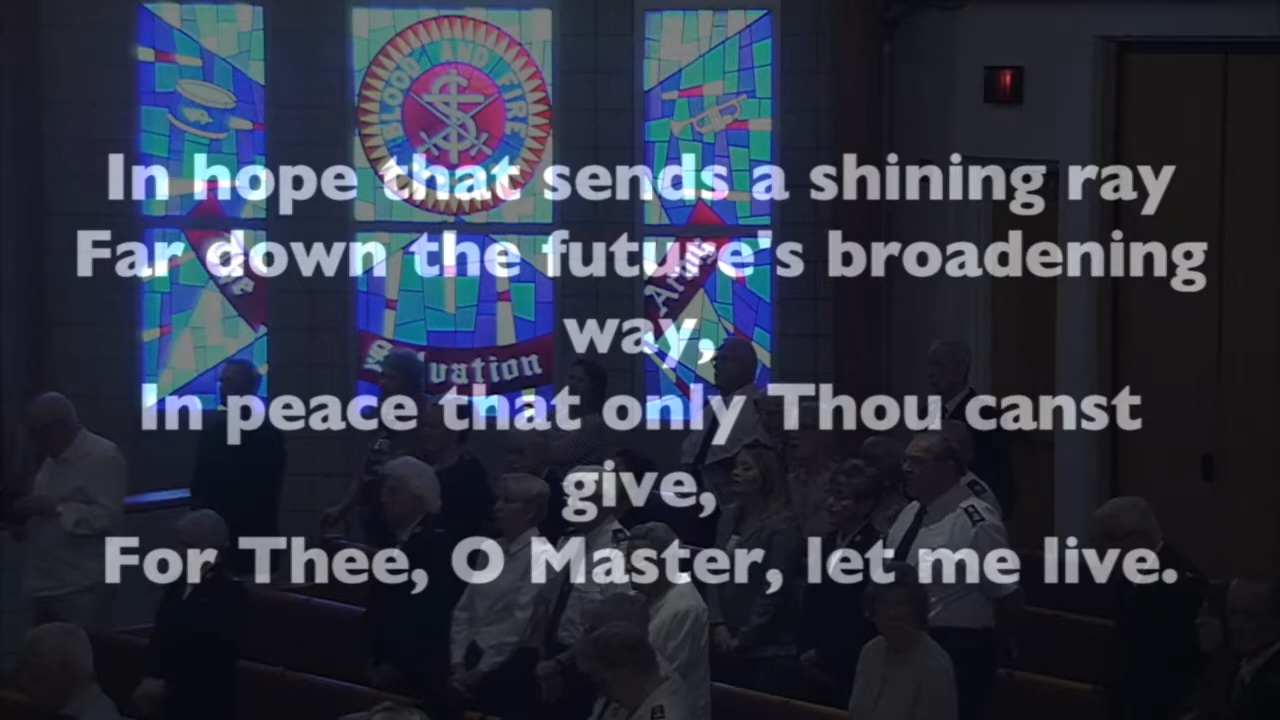 BLOOD AND FIRE
In hope that sends a shining ray
Far down the future's broadening
way,
In peace that only Thou canst
give,
For Thee, O Master, let me live.